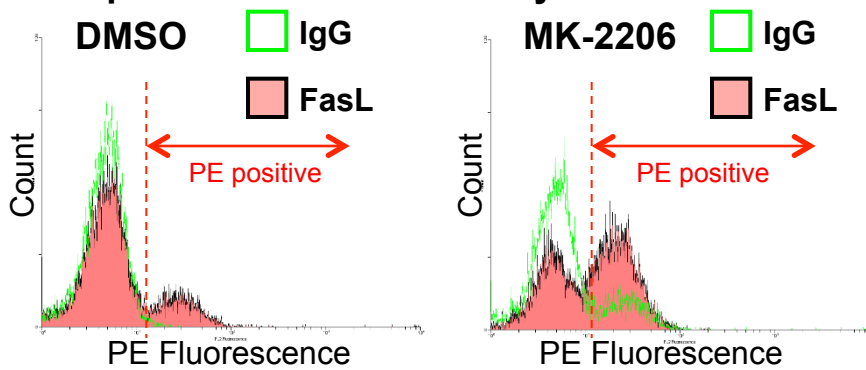 DMSO
IgG
FasL
PE positive
Count
PE Fluorescence
MK-2206
IgG
FasL
PE positive
Count
PE Fluorescence